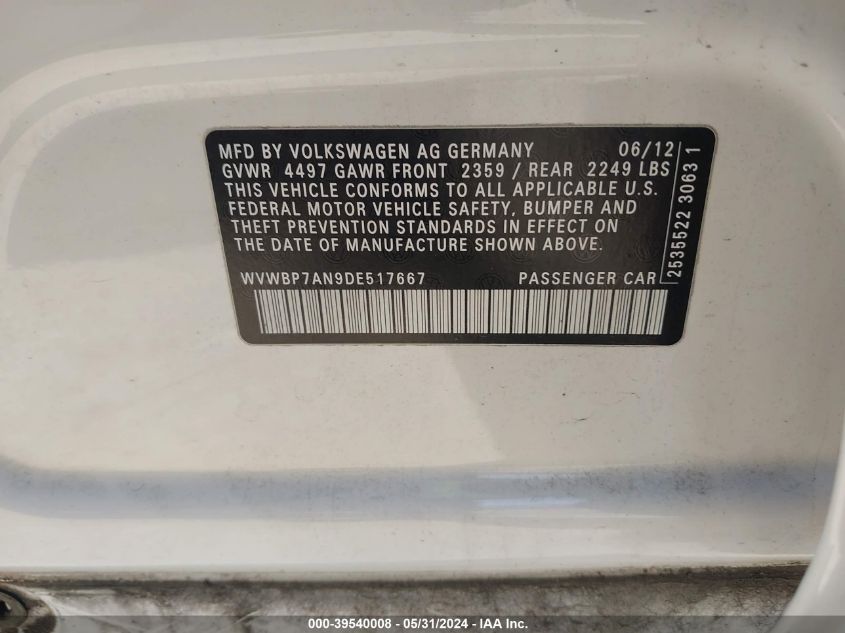 MFD BY VOLKSWAGEN AG GERMANY 06/12
GVWR 4497 GAWR FRONT 2359 / REAR 2249 LBS
THIS VEHICLE CONFORMS TO ALL APPLICABLE U.S.
FEDERAL MOTOR VEHICLE SAFETY, BUMPER AND
THEFT PREVENTION STANDARDS IN EFFECT ON
THE DATE OF MANUFACTURE SHOWN ABOVE.
WVWBP7AN9DE517667 PASSENGER CAR
2535522 30631
000-39540008 - 05/31/2024 - IAA Inc.